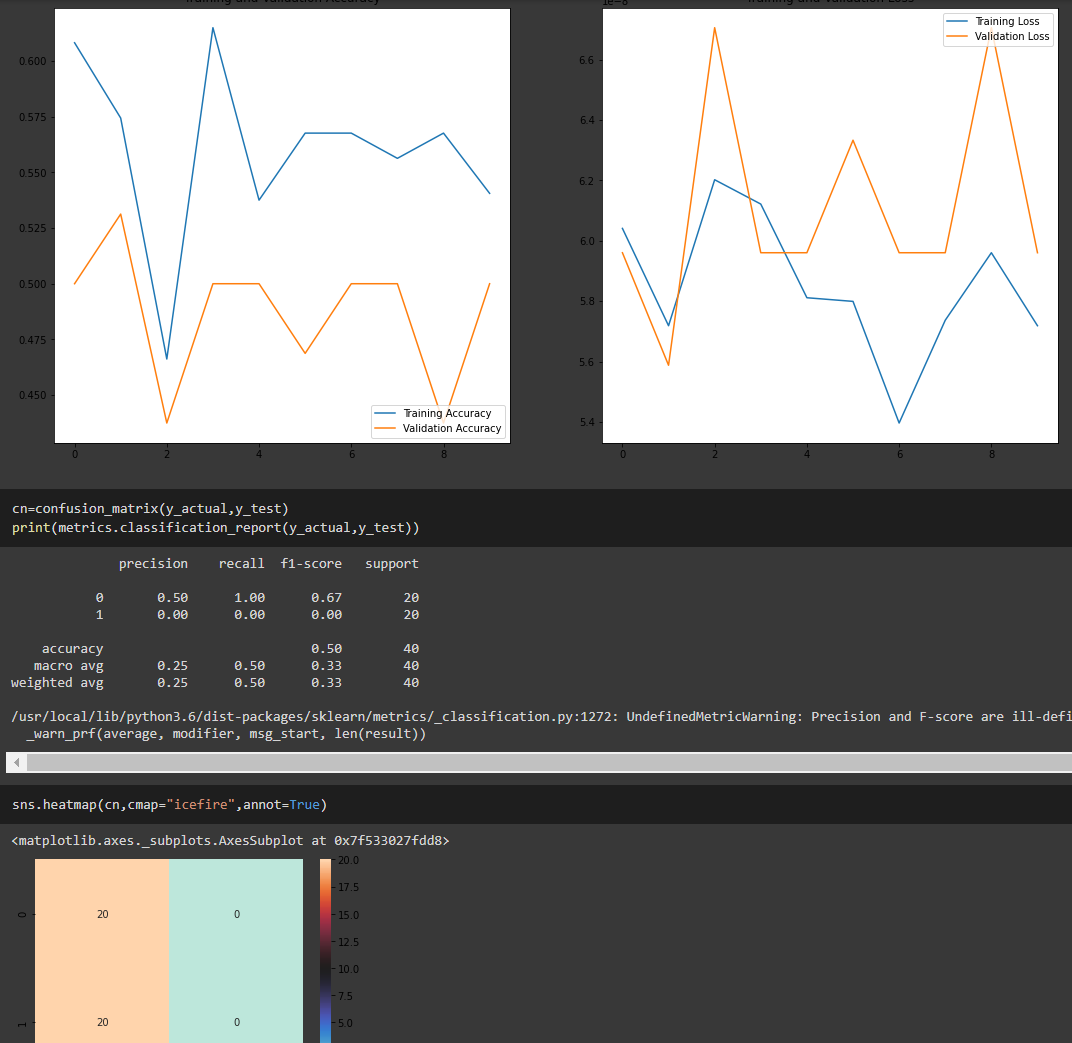 Training and Validation Accuracy
Training and Validation Loss
1e−8
0.600
0.575
0.550
0.525
0.500
0.475
0.450
0 2 4 6 8
Training Accuracy
Validation Accuracy
Training Loss
Validation Loss
6.6
6.4
6.2
6.0
5.8
5.6
5.4
0 2 4 6 8
cn=confusion_matrix(y_actual,y_test)
print(metrics.classification_report(y_actual,y_test))
precision recall f1-score support
0 0.50 1.00 0.67 20
1 0.00 0.00 0.00 20
accuracy 0.50 40
macro avg 0.25 0.50 0.33 40
weighted avg 0.25 0.50 0.33 40
/usr/local/lib/python3.6/dist-packages/sklearn/metrics/_classification.py:1272: UndefinedMetricWarning: Precision and F-score are ill-defi
_warn_prf(average, modifier, msg_start, len(result))
sns.heatmap(cn,cmap="icefire",annot=True)
<matplotlib.axes._subplots.AxesSubplot at 0x7f533027fdd8>
0 20 0
1 20 0
20.0
17.5
15.0
12.5
10.0
7.5
5.0